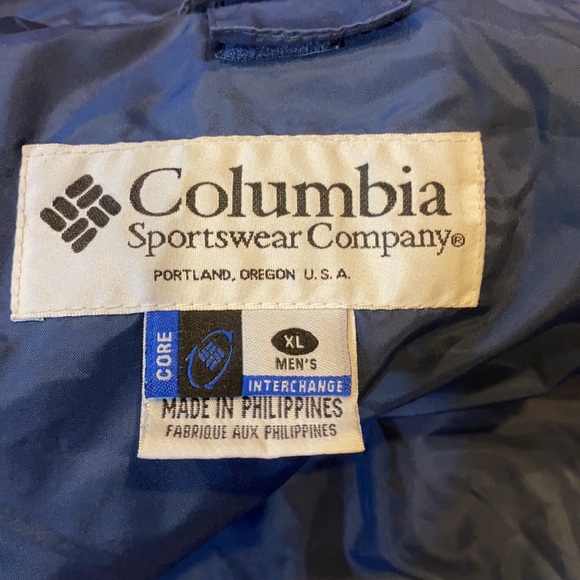 Columbia
Sportswear Company®
PORTLAND, OREGON U.S.A.
CORE
XL
MEN'S
INTERCHANGE
MADE IN PHILIPPINES
FABRIQUE AUX PHILIPPINES